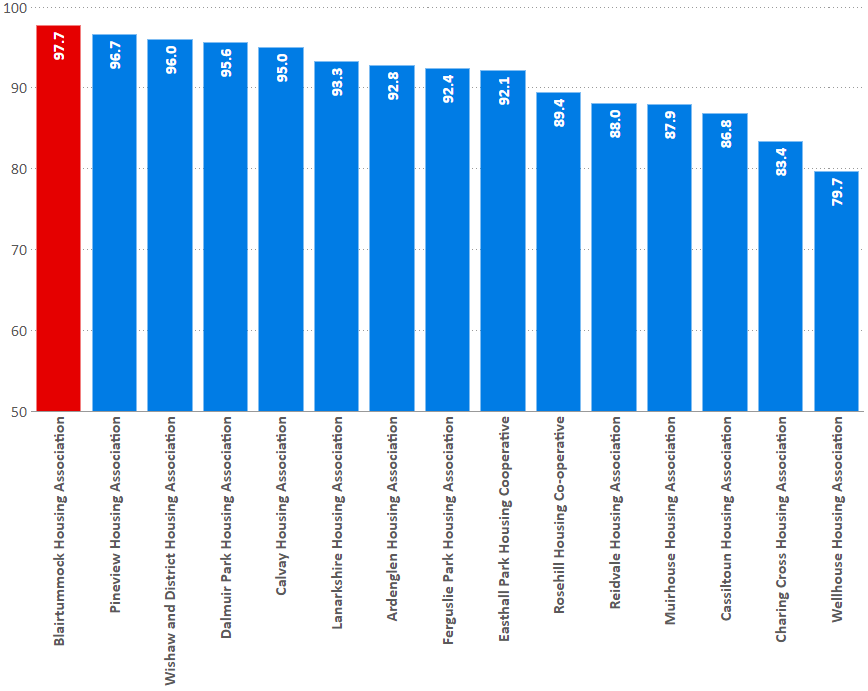 100
90
80
70
60
50
97.7
96.7
96.0
95.6
95.0
93.3
92.8
92.4
92.1
89.4
88.0
87.9
86.8
83.4
79.7
Blairtummock Housing Association
Pineview Housing Association
Wishaw and District Housing Association
Dalmuir Park Housing Association
Calvay Housing Association
Lanarkshire Housing Association
Ardenglen Housing Association
Ferguslie Park Housing Association
Easthall Park Housing Cooperative
Rosehill Housing Co-operative
Reidvale Housing Association
Muirhouse Housing Association
Cassiltoun Housing Association
Charing Cross Housing Association
Wellhouse Housing Association